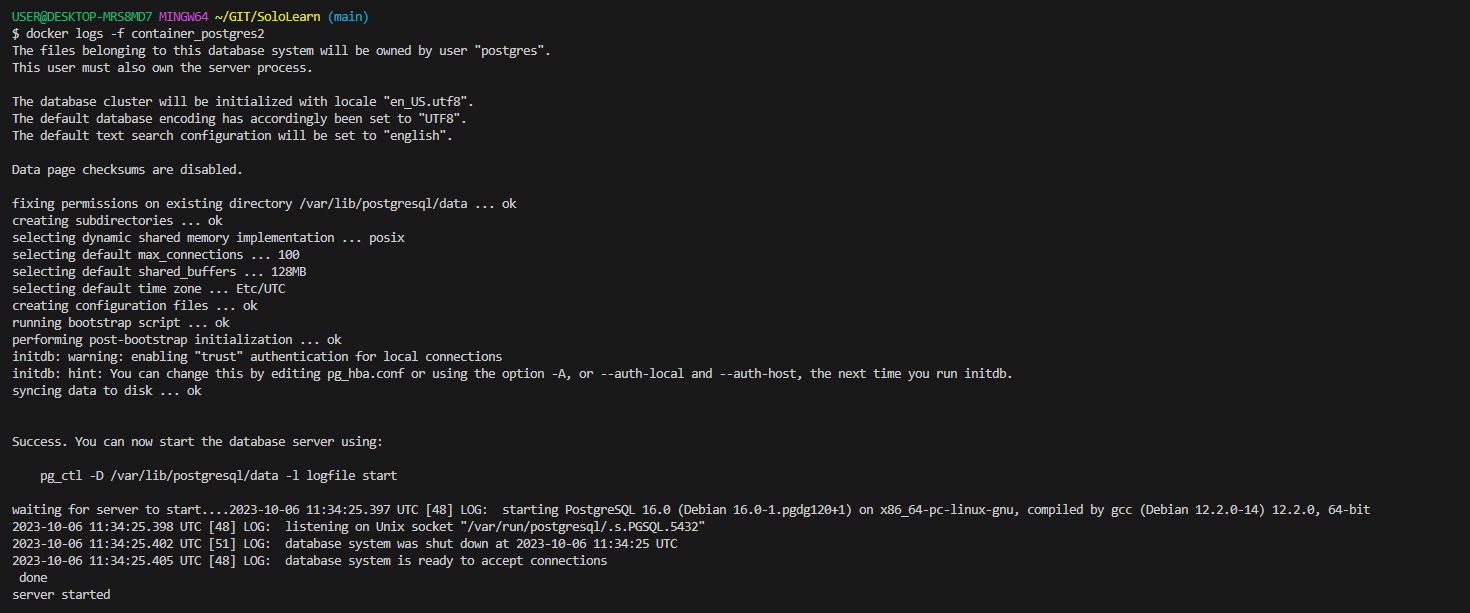 USER@DESKTOP-MRS8MD7 MINGW64 ~/GIT/SoloLearn (main)
$ docker logs -f container_postgres2
The files belonging to this database system will be owned by user "postgres".
This user must also own the server process.
The database cluster will be initialized with locale "en_US.utf8".
The default database encoding has accordingly been set to "UTF8".
The default text search configuration will be set to "english".
Data page checksums are disabled.
fixing permissions on existing directory /var/lib/postgresql/data ... ok
creating subdirectories ... ok
selecting dynamic shared memory implementation ... posix
selecting default max_connections ... 100
selecting default shared_buffers ... 128MB
selecting default time zone ... Etc/UTC
creating configuration files ... ok
running bootstrap script ... ok
performing post-bootstrap initialization ... ok
initdb: warning: enabling "trust" authentication for local connections
initdb: hint: You can change this by editing pg_hba.conf or using the option -A, or --auth-local and --auth-host, the next time you run initdb.
syncing data to disk ... ok
Success. You can now start the database server using:
    pg_ctl -D /var/lib/postgresql/data -l logfile start
waiting for server to start....2023-10-06 11:34:25.397 UTC [48] LOG:  starting PostgreSQL 16.0 (Debian 16.0-1.pgdg120+1) on x86_64-pc-linux-gnu, compiled by gcc (Debian 12.2.0-14) 12.2.0, 64-bit
2023-10-06 11:34:25.398 UTC [48] LOG:  listening on Unix socket "/var/run/postgresql/.s.PGSQL.5432"
2023-10-06 11:34:25.402 UTC [51] LOG:  database system was shut down at 2023-10-06 11:34:25 UTC
2023-10-06 11:34:25.405 UTC [48] LOG:  database system is ready to accept connections
 done
server started